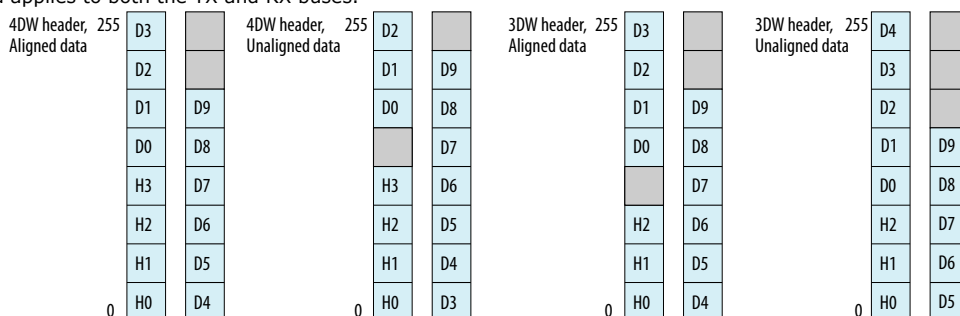 applies to both the TX and RX buses.
4DW header, 255 D3 4DW header, 255 D2 3DW header, 255 D3 3DW header, 255 D4
Aligned data Unaligned data Aligned data Unaligned data
D2 D1 D9 D2 D3
D1 D9 D0 D8 D1 D9 D2
D0 D8 D7 D0 D8 D1 D9
H3 D7 H3 D6 D7 D0 D8
H2 D6 H2 D5 H2 D6 H2 D7
H1 D5 H1 D4 H1 D5 H1 D6
0 H0 D4 0 H0 D3 0 H0 D4 0 H0 D5